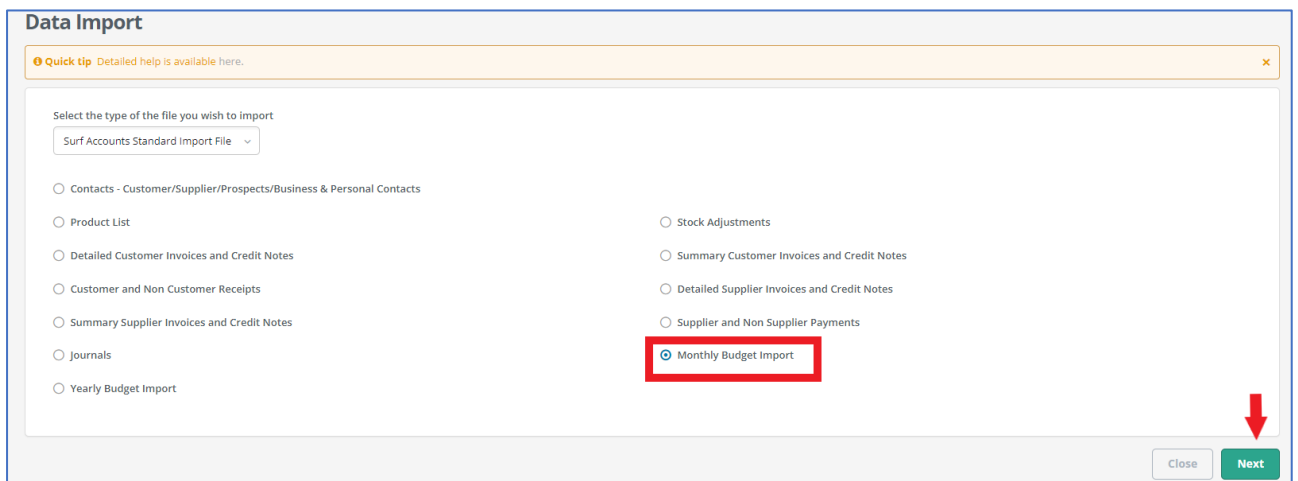 Data Import
Quick tip Detailed help is available here.
×
Select the type of the file you wish to import
Surf Accounts Standard Import File
Contacts - Customer/Supplier/Prospects/Business & Personal Contacts
Product List
Stock Adjustments
Detailed Customer Invoices and Credit Notes
Summary Customer Invoices and Credit Notes
Customer and Non Customer Receipts
Detailed Supplier Invoices and Credit Notes
Summary Supplier Invoices and Credit Notes
Supplier and Non Supplier Payments
Journals
Monthly Budget Import
Yearly Budget Import
Close
Next